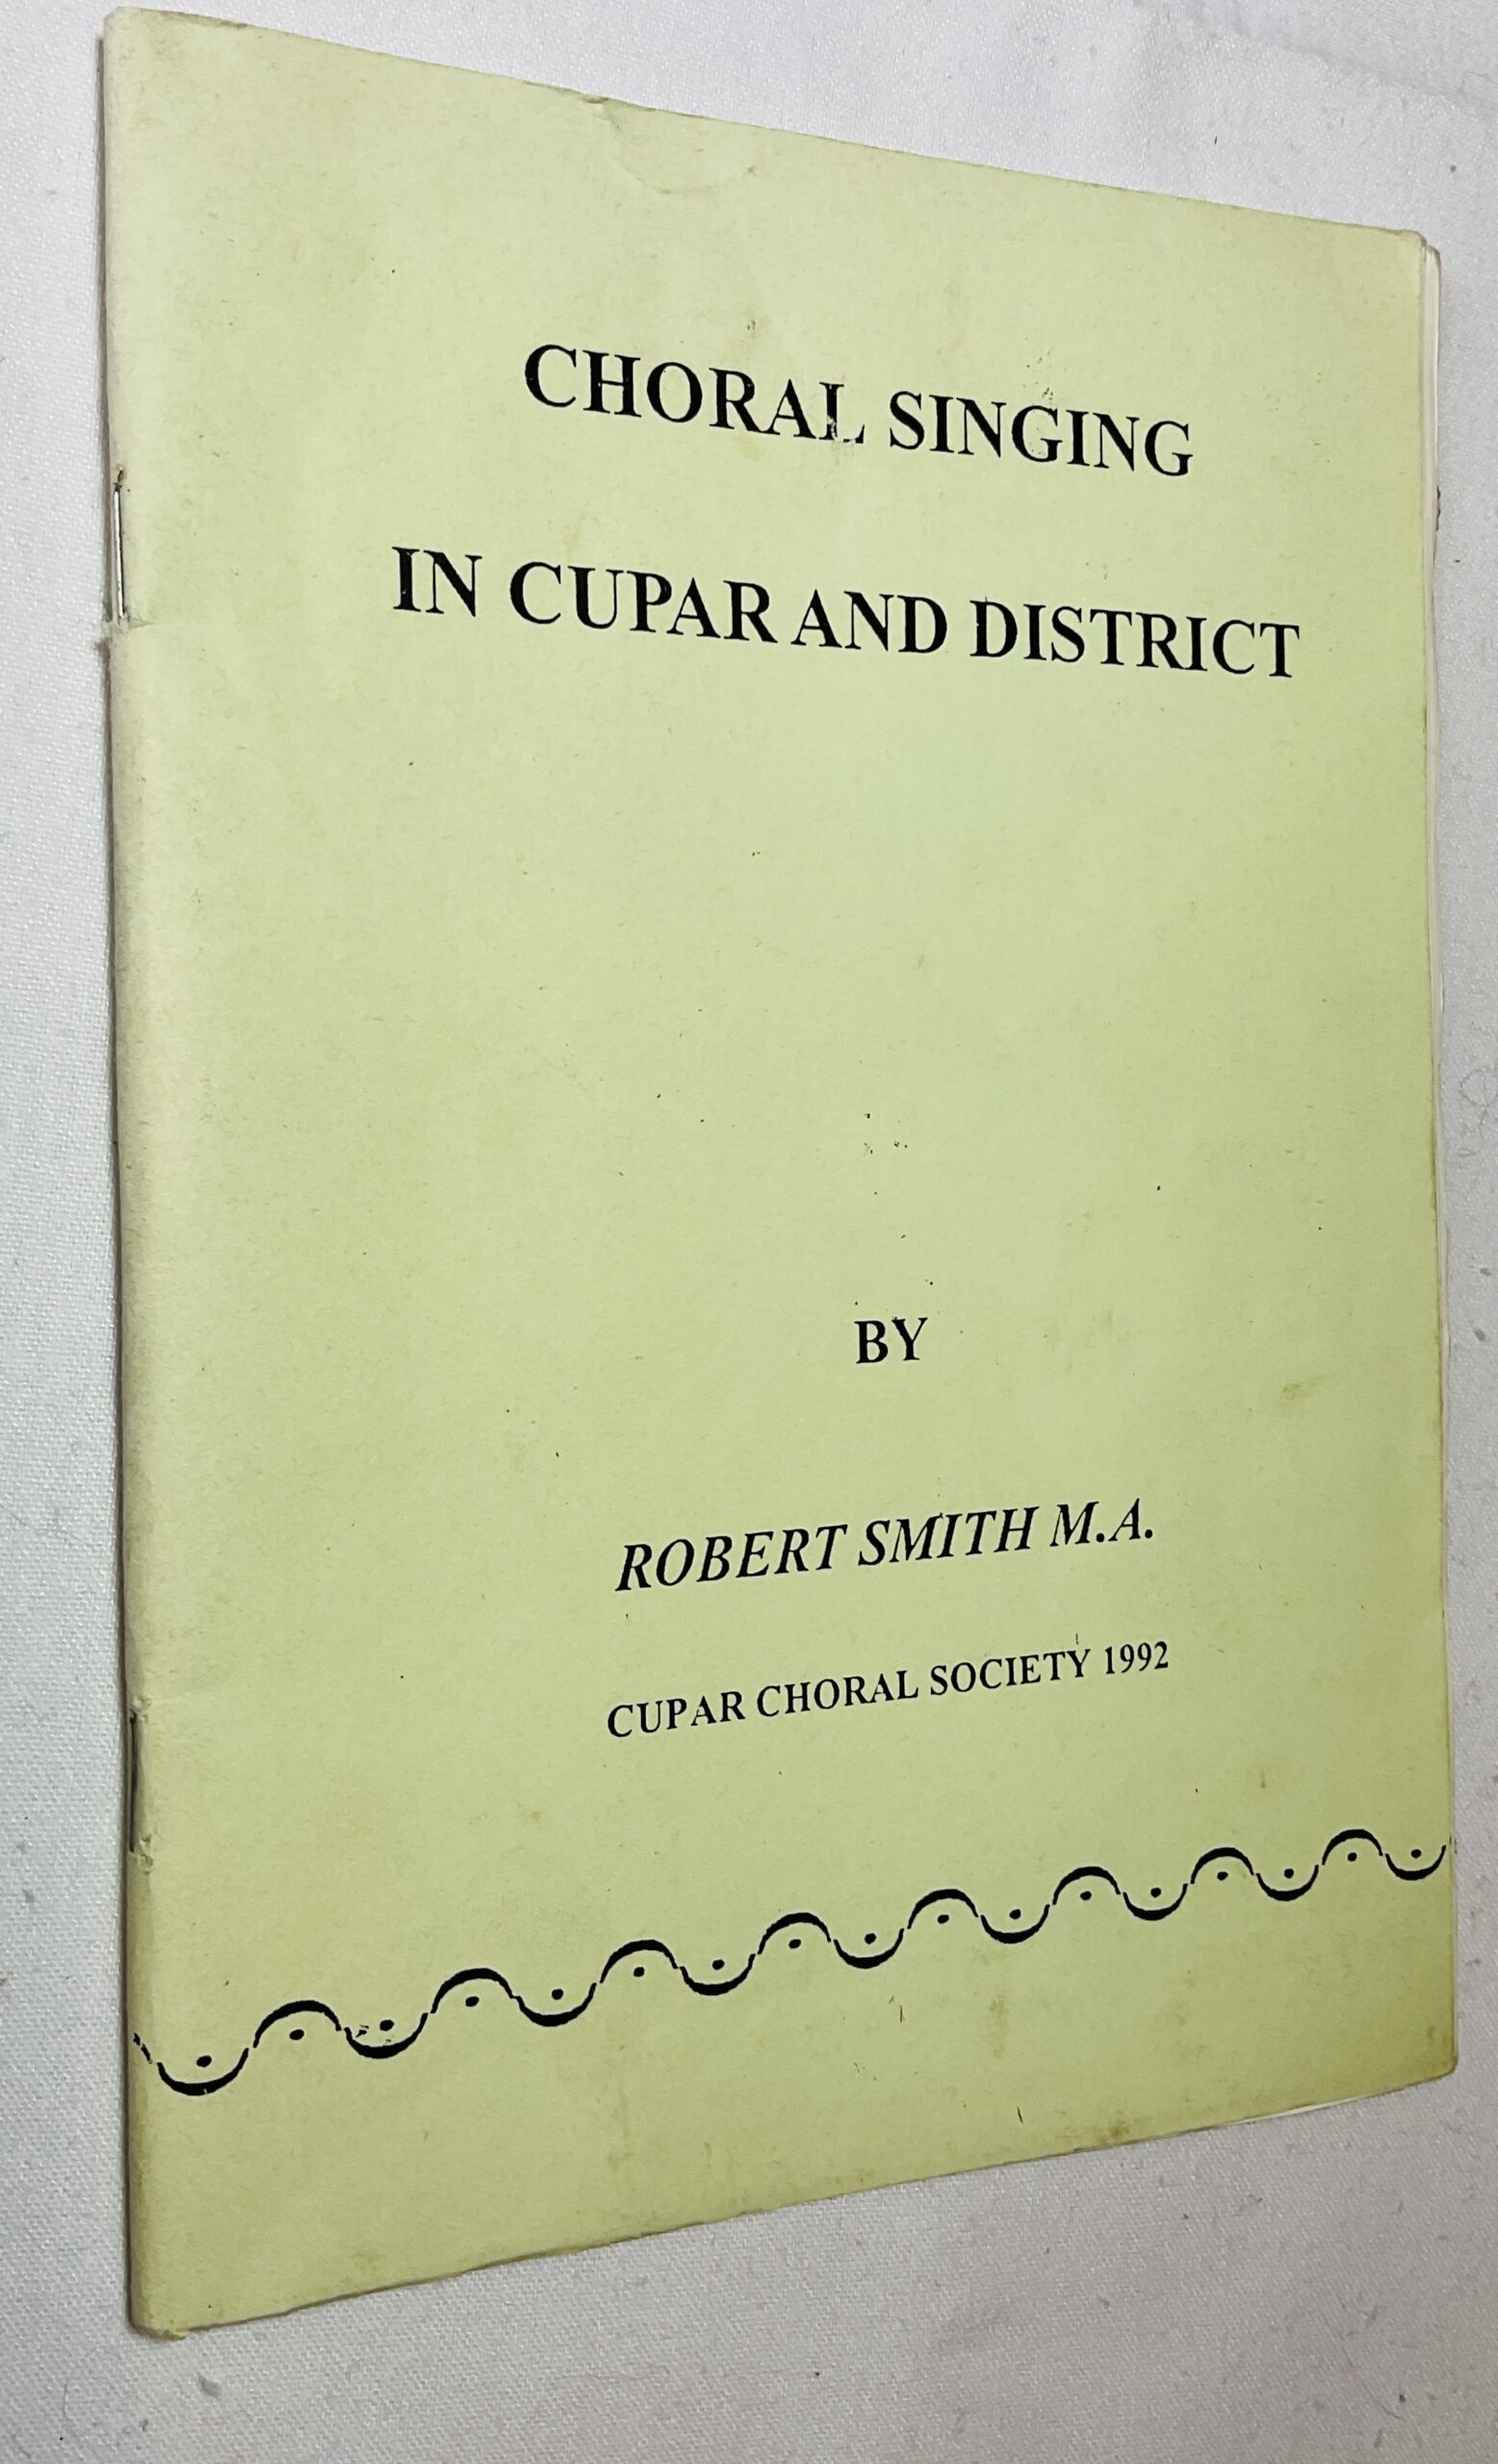 CHORAL SINGING
IN CUPAR AND DISTRICT
BY
ROBERT SMITH M.A.
CUPAR CHORAL SOCIETY 1992